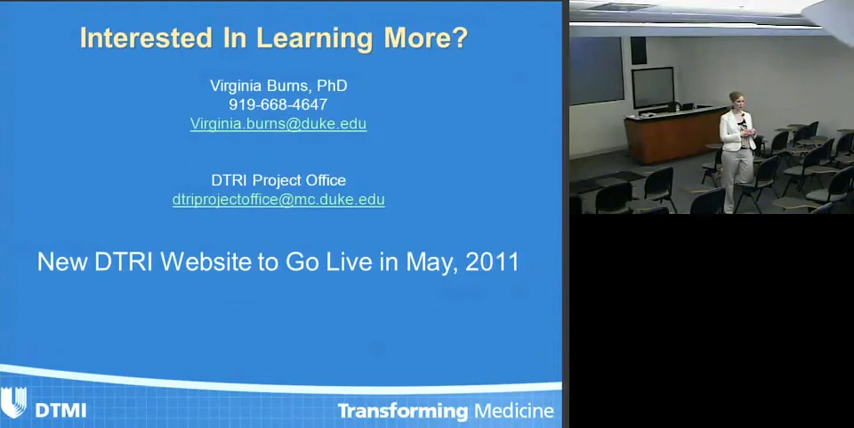 Interested In Learning More?
Virginia Burns, PhD
919-668-4647
Virginia.burns@duke.edu
DTRI Project Office
dtriprojectoffice@mc.duke.edu
New DTRI Website to Go Live in May, 2011
DTMI
Transforming Medicine